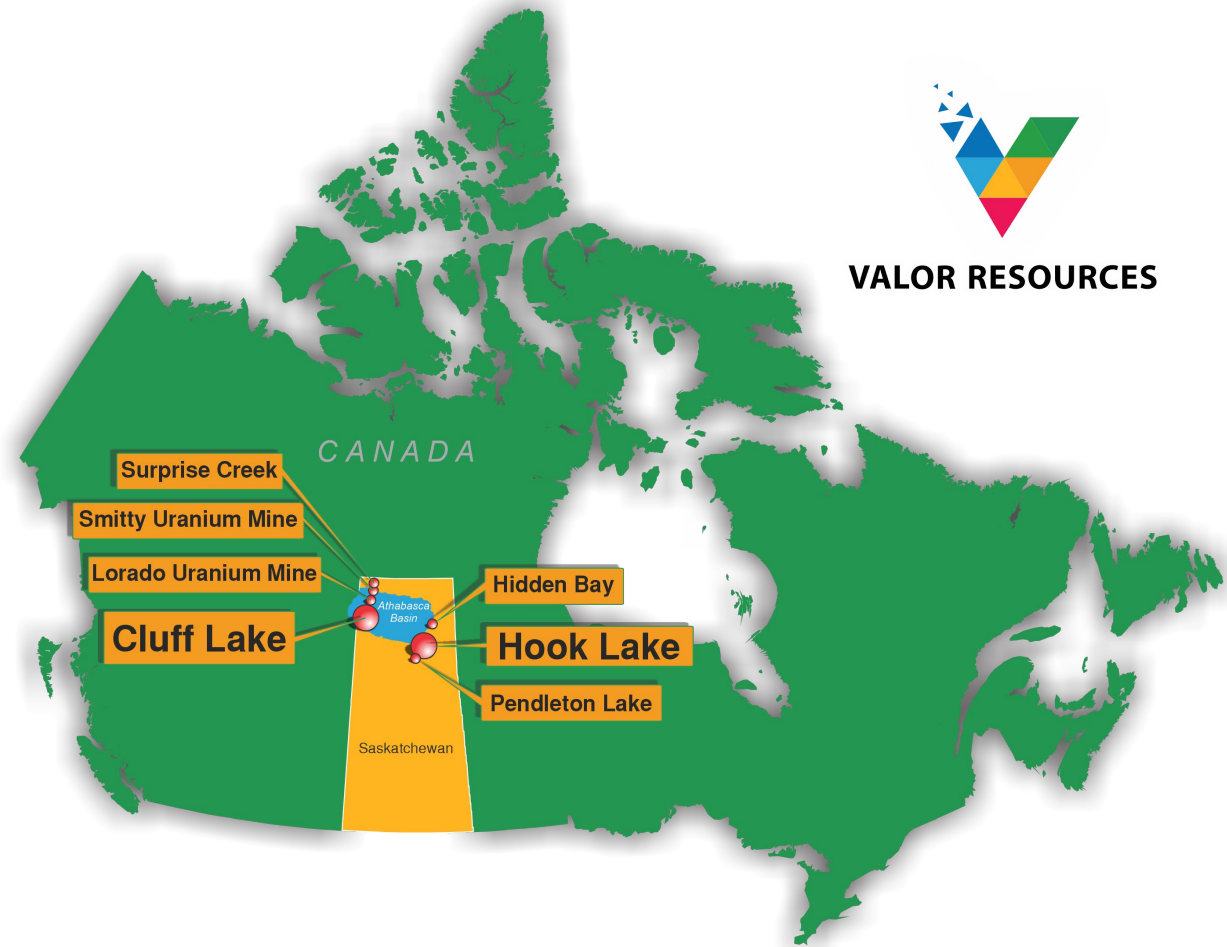 VALOR RESOURCES
CANADA
Surprise Creek
Smitty Uranium Mine
Lorado Uranium Mine
Cluff Lake
Athabasca
Basin
Hidden Bay
Hook Lake
Pendleton Lake
Saskatchewan